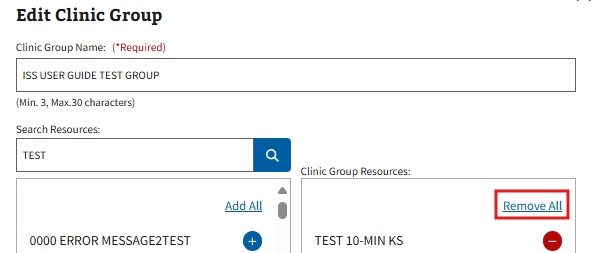 Edit Clinic Group
Clinic Group Name: (*Required)
ISS USER GUIDE TEST GROUP
(Min. 3, Max.30 characters)
Search Resources:
TEST
Clinic Group Resources:
Add All
Remove All
0000 ERROR MESSAGE2TEST
TEST 10-MIN KS